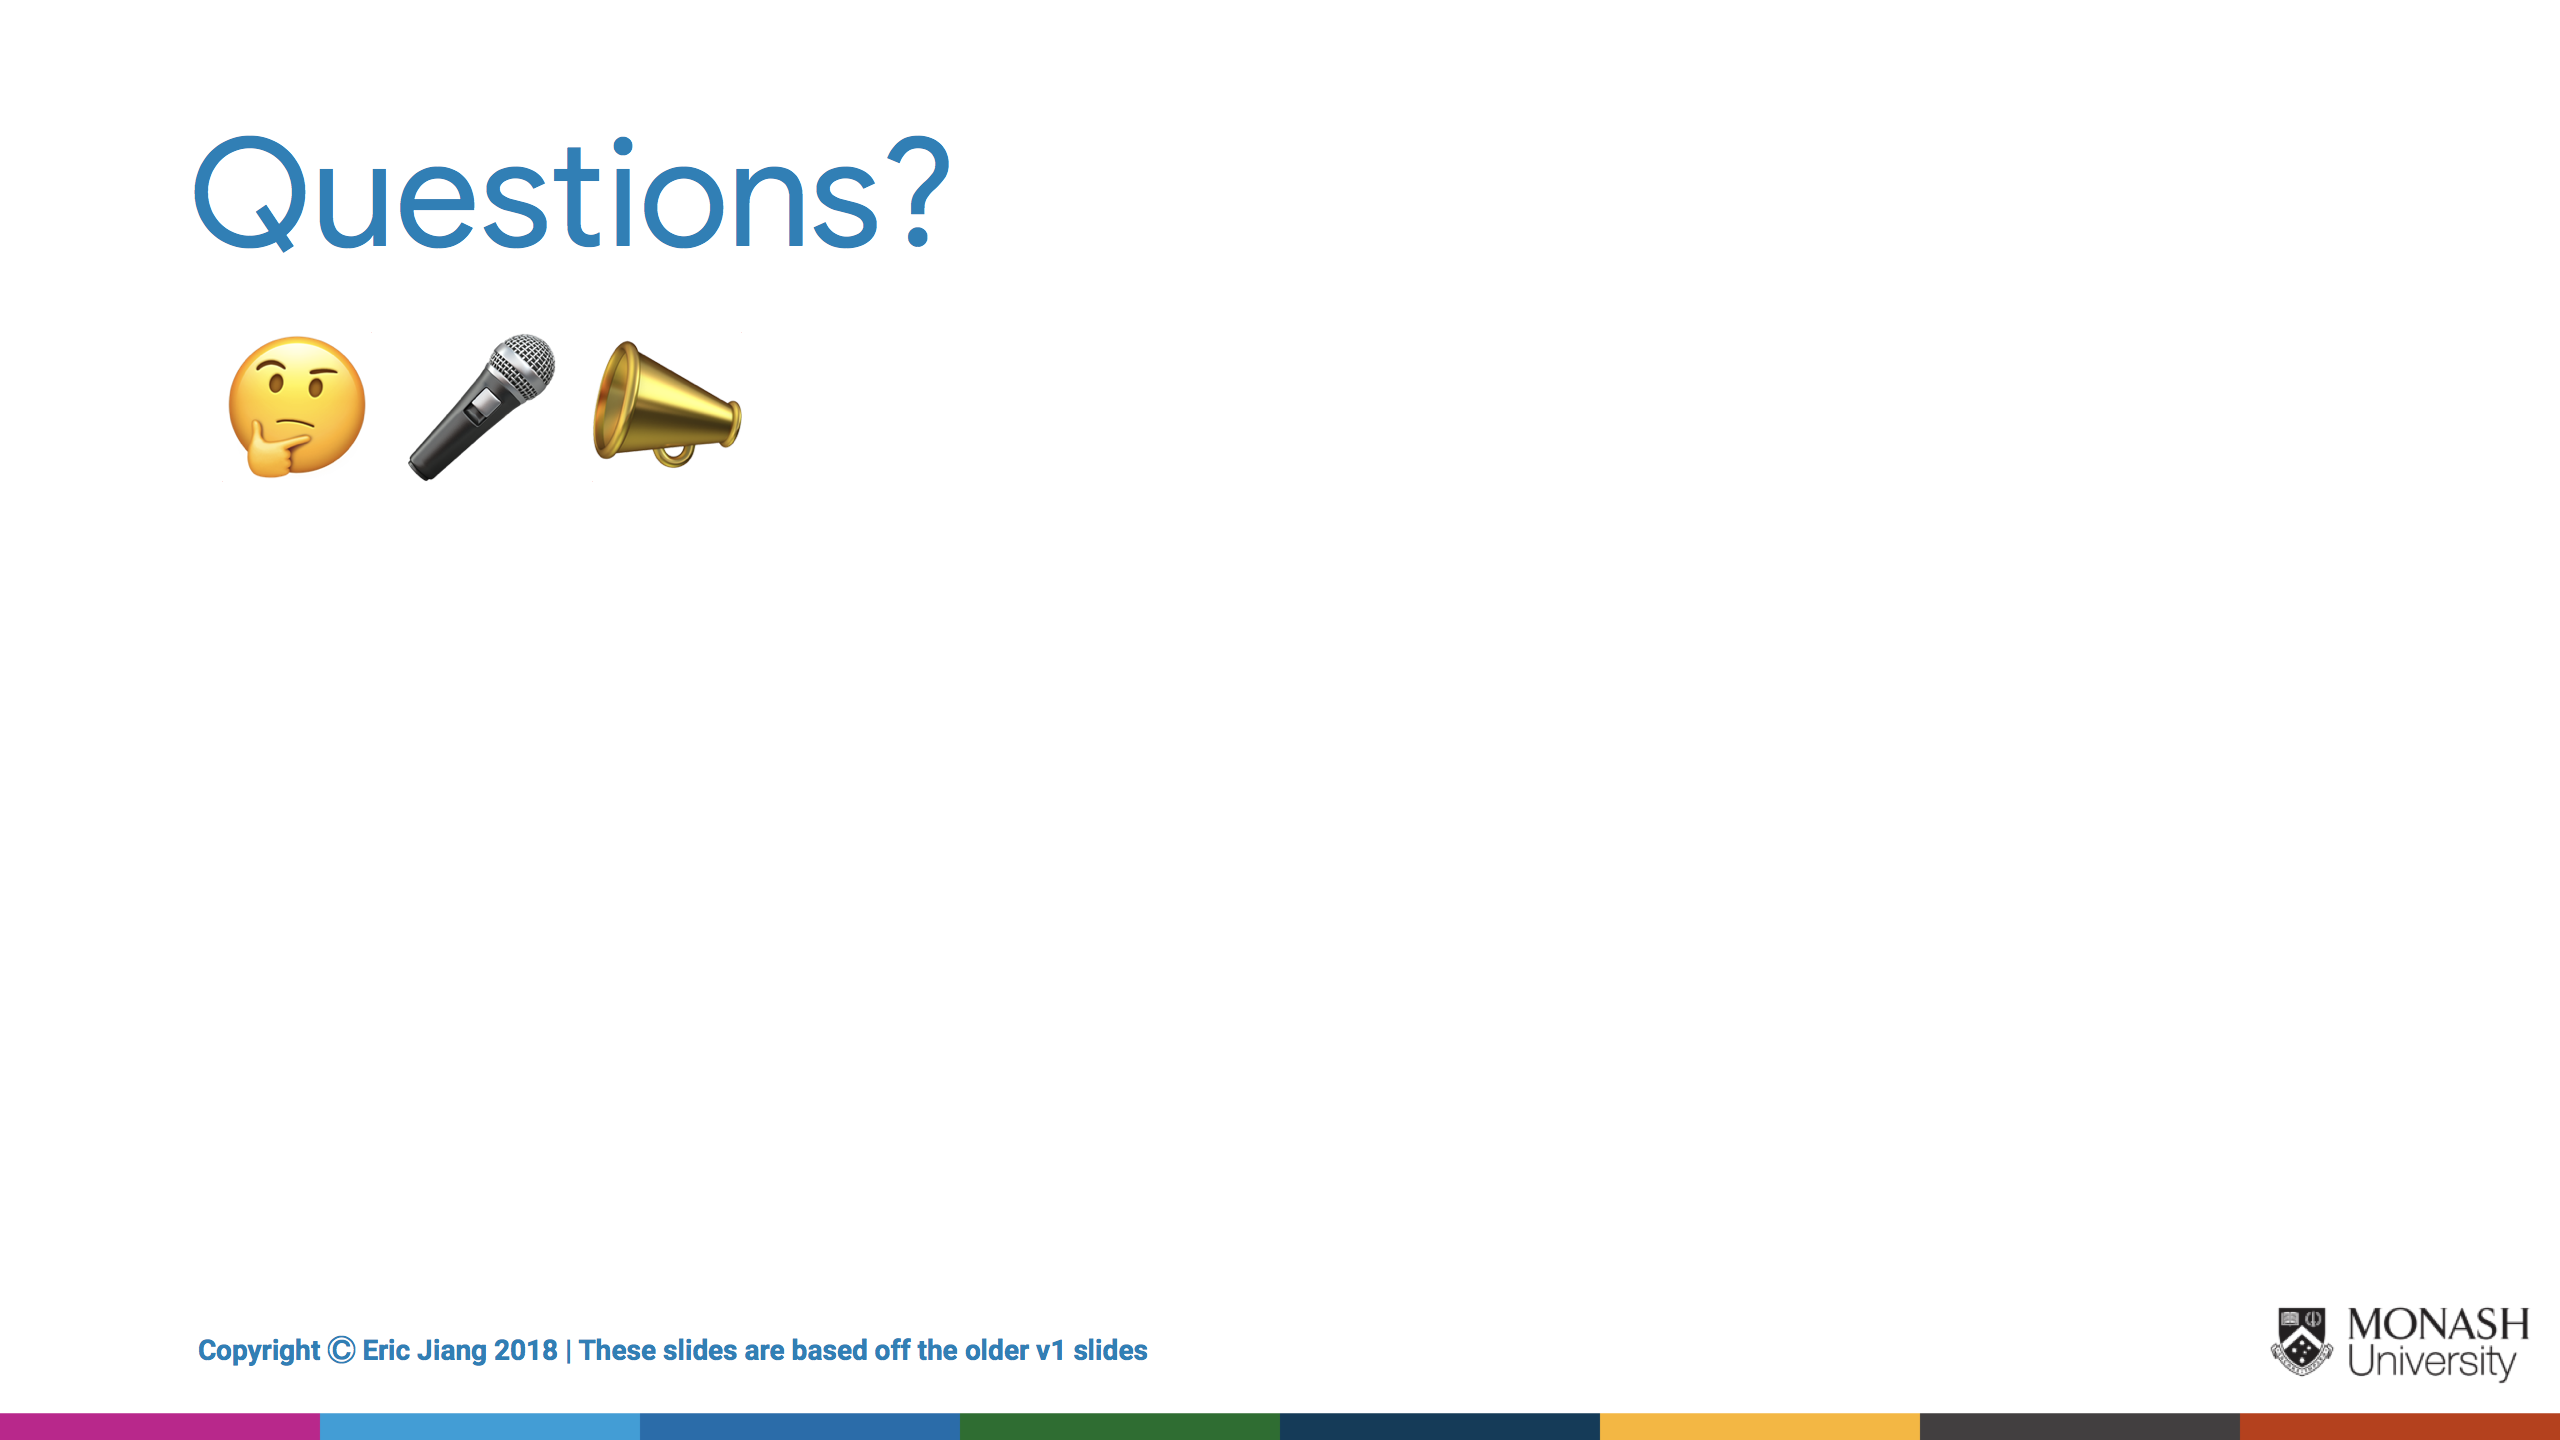 Questions?
🤔 🎤 📣
Copyright © Eric Jiang 2018 | These slides are based off the older v1 slides
MONASH
University